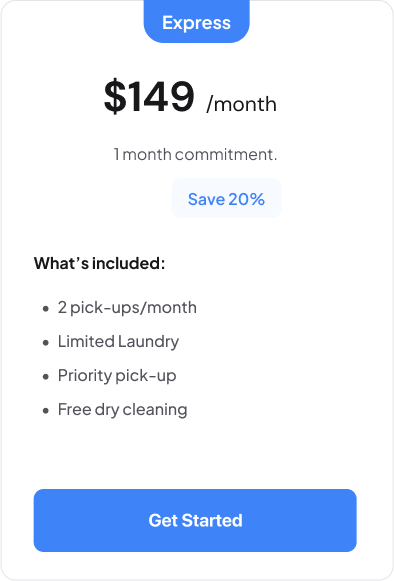 Express
$149 /month
1 month commitment.
Save 20%
What’s included:
• 2 pick-ups/month
• Limited Laundry
• Priority pick-up
• Free dry cleaning
Get Started